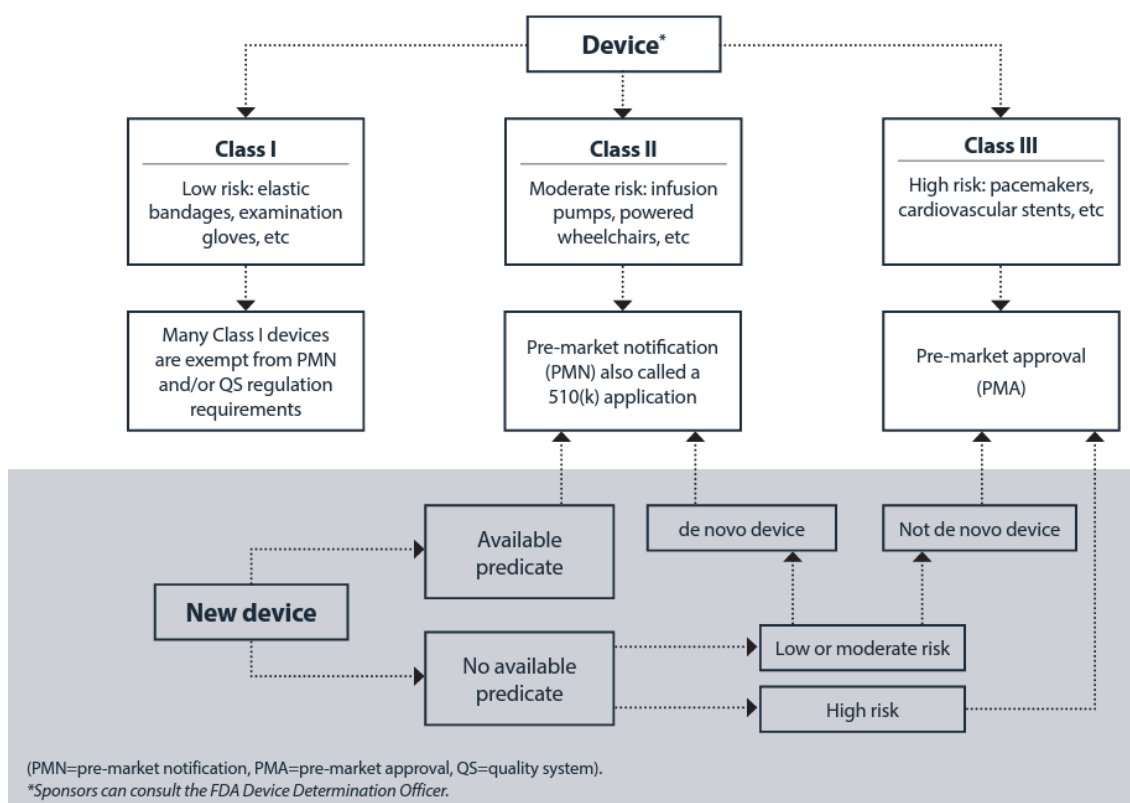 Device*
Class I
Low risk: elastic
bandages, examination
gloves, etc
Class II
Moderate risk: infusion
pumps, powered
wheelchairs, etc
Class III
High risk: pacemakers,
cardiovascular stents, etc
Many Class I devices
are exempt from PMN
and/or QS regulation
requirements
Pre-market notification
(PMN) also called a
510(k) application
Pre-market approval
(PMA)
New device
Available
predicate
No available
predicate
de novo device
Not de novo device
Low or moderate risk
High risk
(PMN=pre-market notification, PMA=pre-market approval, QS=quality system).
*Sponsors can consult the FDA Device Determination Officer.